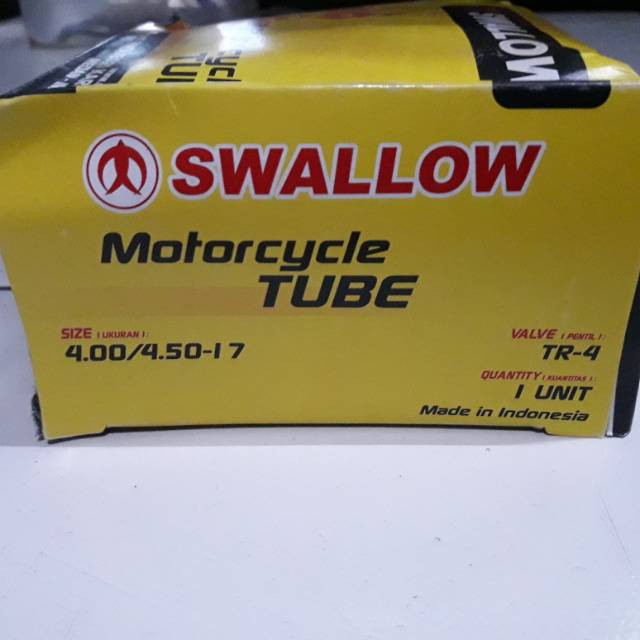 SWALLOW
Motorcycle
TUBE
SIZE ( UKURAN ) :
4.00/4.50-17
VALVE ( PENTIL ) :
TR-4
QUANTITY ( KUANTITAS ) :
1 UNIT
Made in Indonesia